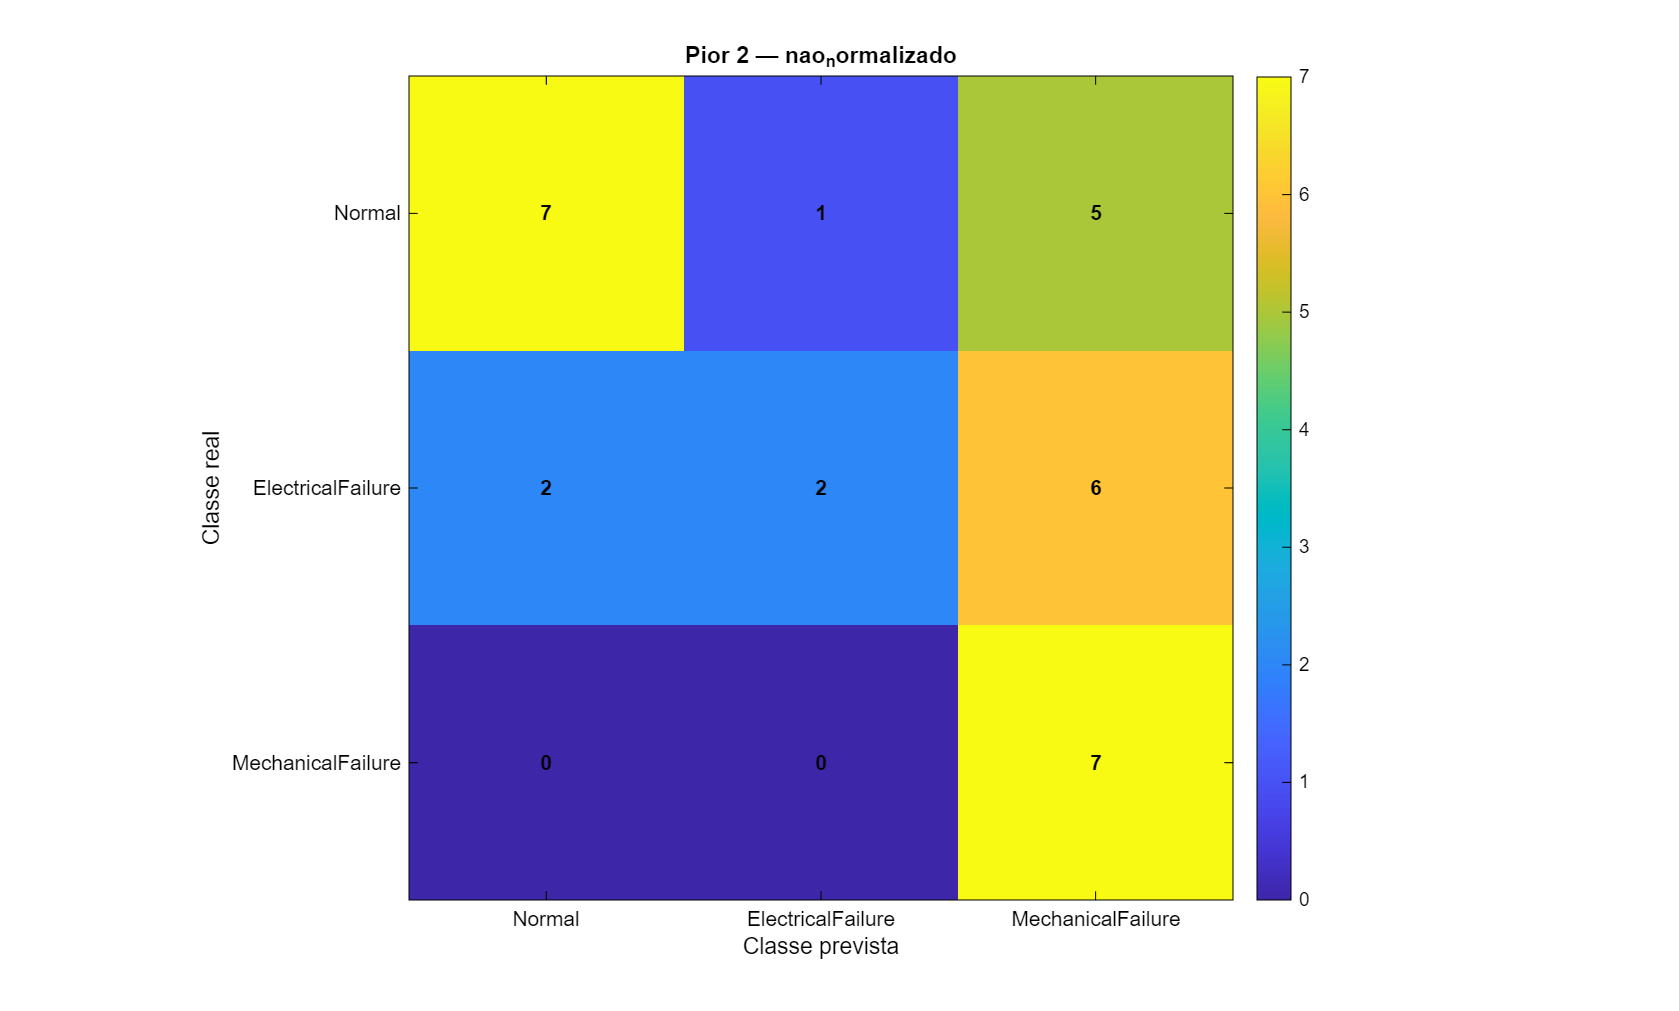 Pior 2 — nao_normalizado
7
1
5
2
2
6
0
0
7
Normal
ElectricalFailure
MechanicalFailure
Classe real
Normal
ElectricalFailure
MechanicalFailure
Classe prevista
7
6
5
4
3
2
1
0